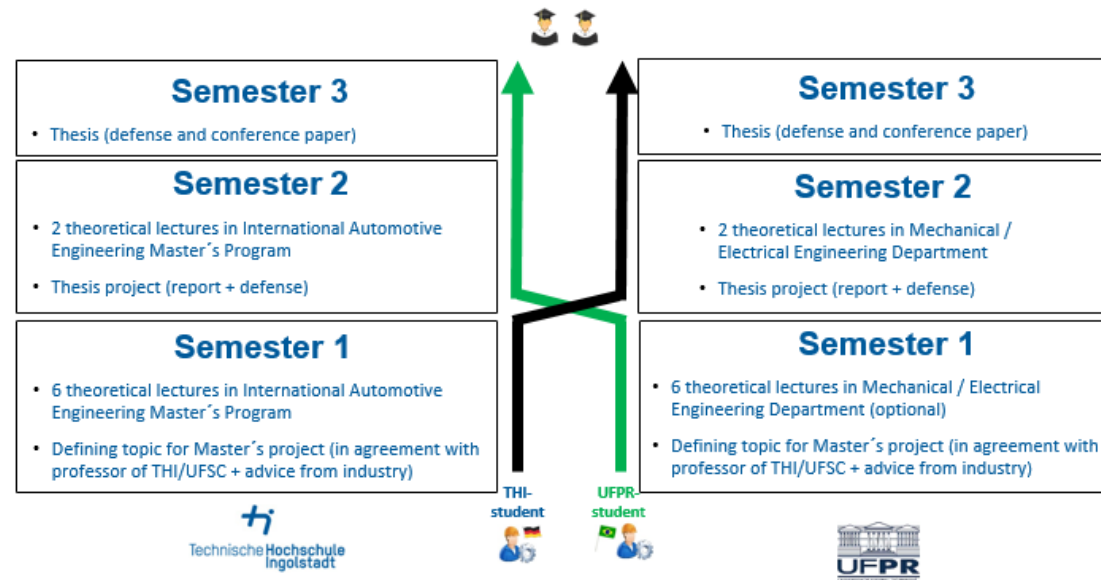 Semester 3
• Thesis (defense and conference paper)
Semester 2
• 2 theoretical lectures in International Automotive
Engineering Master´s Program
• Thesis project (report + defense)
Semester 1
• 6 theoretical lectures in International Automotive
Engineering Master´s Program
• Defining topic for Master´s project (in agreement with
professor of THI/UFSC + advice from industry)
Semester 3
• Thesis (defense and conference paper)
Semester 2
• 2 theoretical lectures in Mechanical /
Electrical Engineering Department
• Thesis project (report + defense)
Semester 1
• 6 theoretical lectures in Mechanical / Electrical
Engineering Department (optional)
• Defining topic for Master´s project (in agreement with
professor of THI/UFSC + advice from industry)
THI-
student
UFPR-
student
Technische Hochschule
Ingolstadt
UFPR